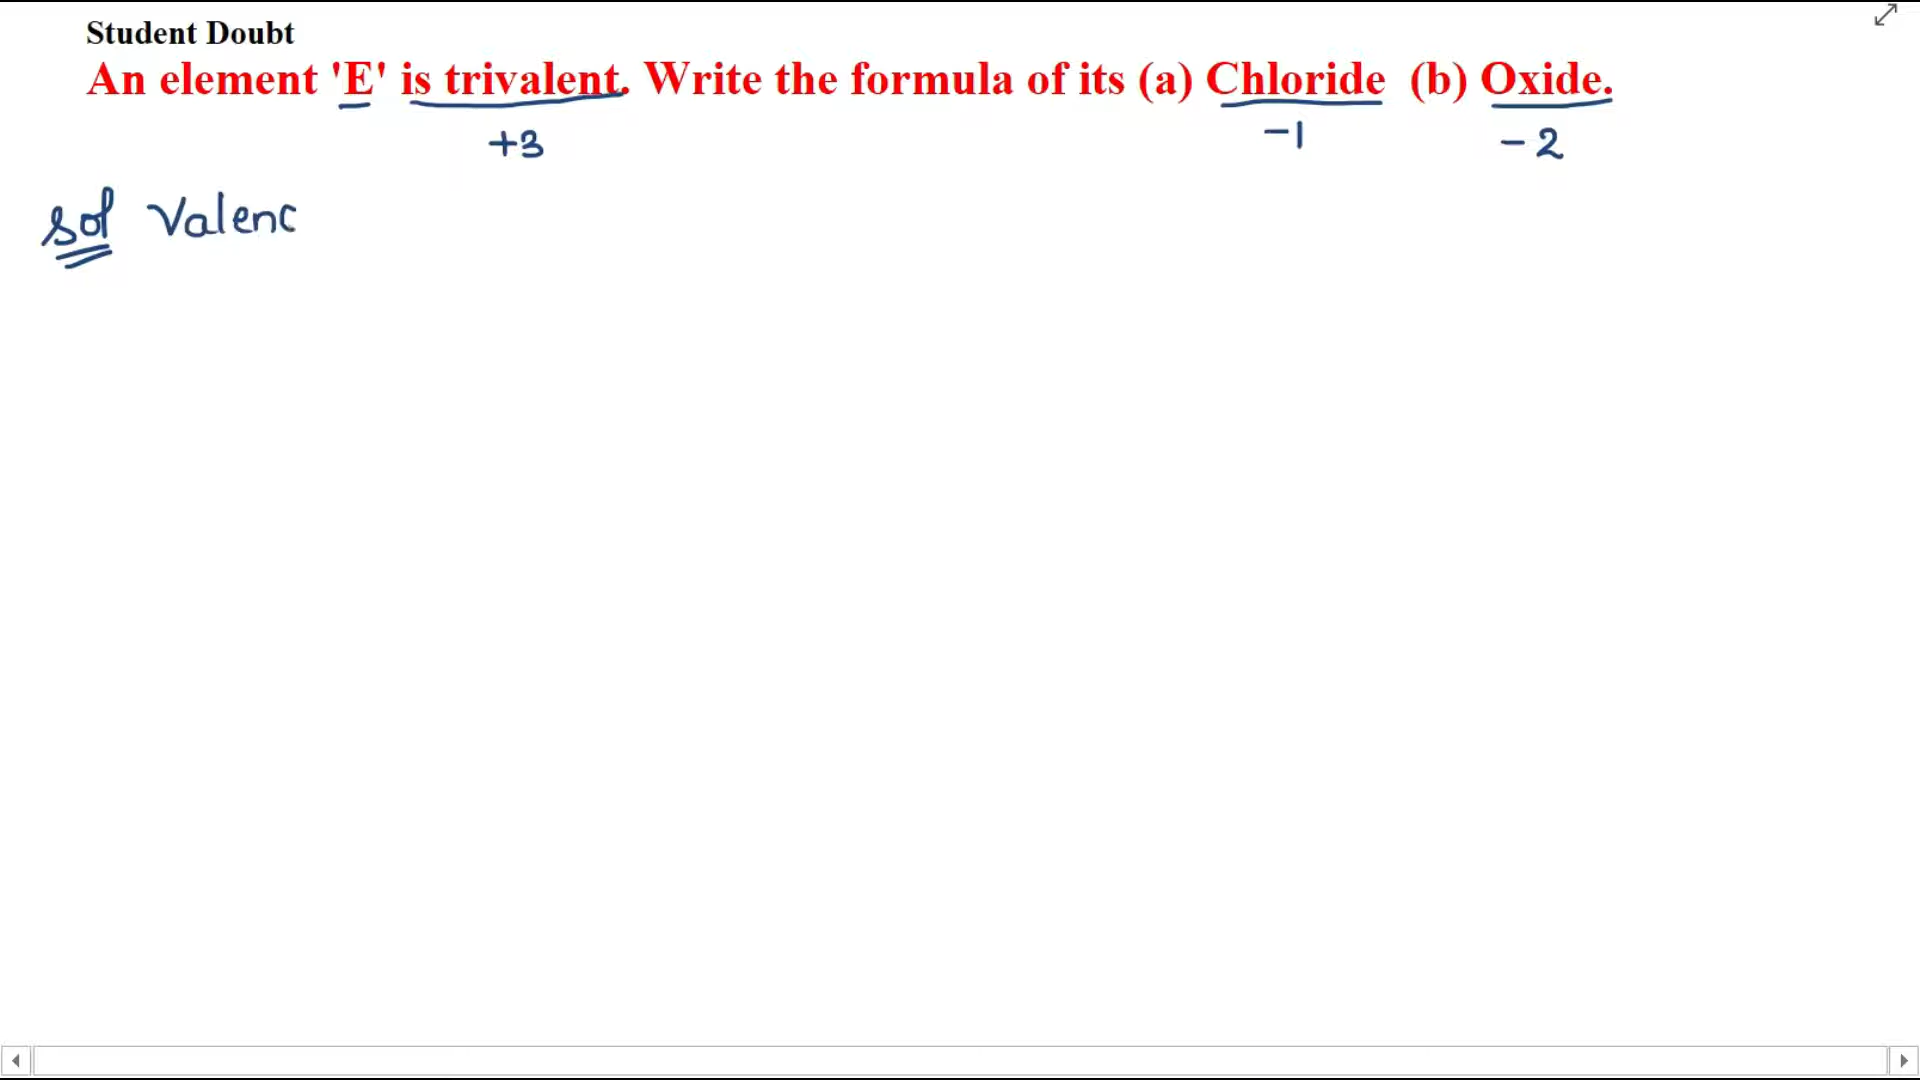 Student Doubt
An element 'E' is trivalent. Write the formula of its (a) Chloride (b) Oxide.
+3 -1 -2
Sol Valenc